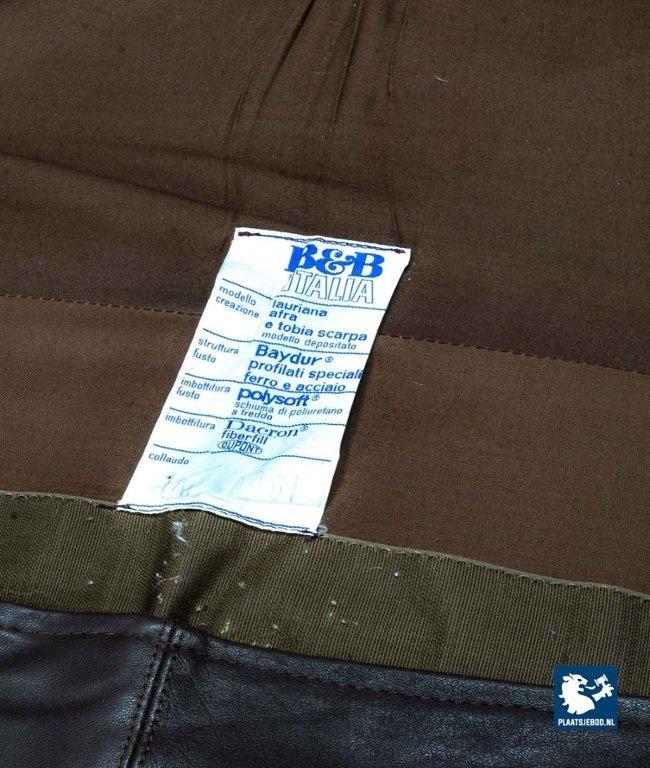 B&B
ITALIA
modello
creazione
lauriana
afra
e tobia scarpa
modello depositato
struttura
fusto
Baydur®
profilati speciali
ferro e acciaio
imbottitura
fusto
polysoft®
schiuma di poliuretano
a freddo
imbottitura
Dacron®
fiberfill
DUPONT
collaudo
PLAATSJEBOD.NL